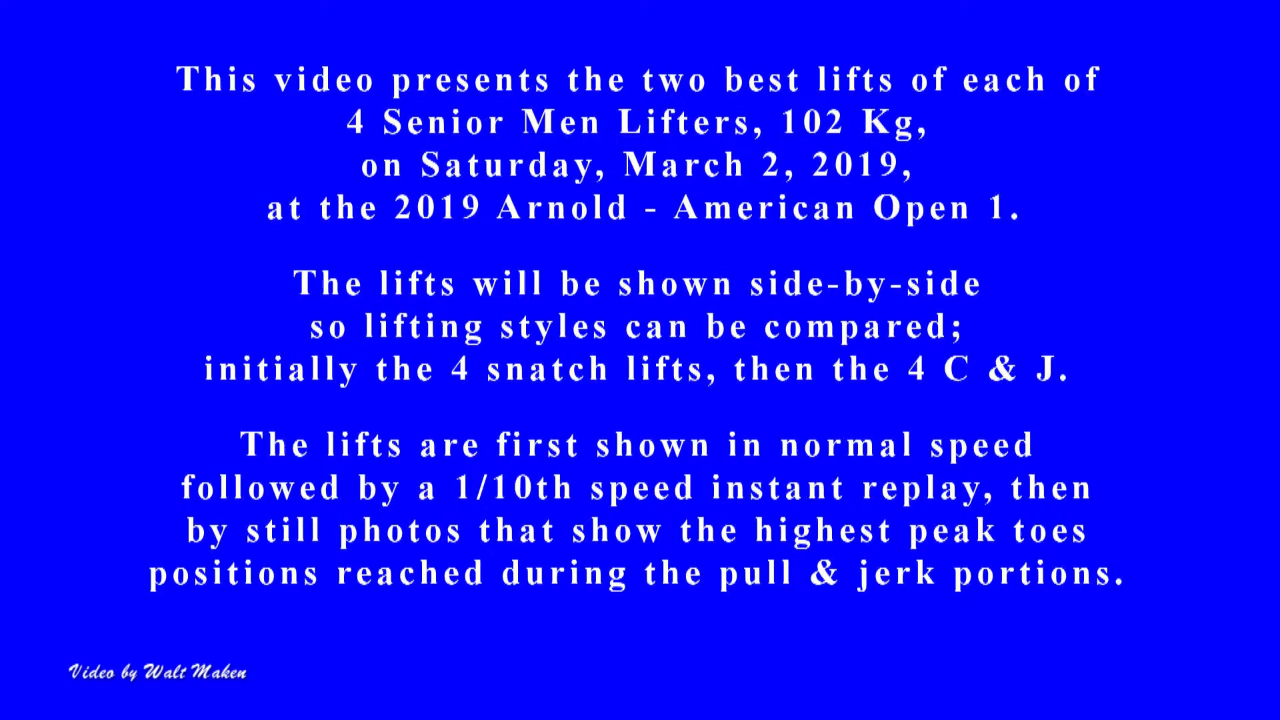 This video presents the two best lifts of each of
4 Senior Men Lifters, 102 Kg,
on Saturday, March 2, 2019,
at the 2019 Arnold - American Open 1.
The lifts will be shown side-by-side
so lifting styles can be compared;
initially the 4 snatch lifts, then the 4 C & J.
The lifts are first shown in normal speed
followed by a 1/10th speed instant replay, then
by still photos that show the highest peak toes
positions reached during the pull & jerk portions.
Video by Walt Maken